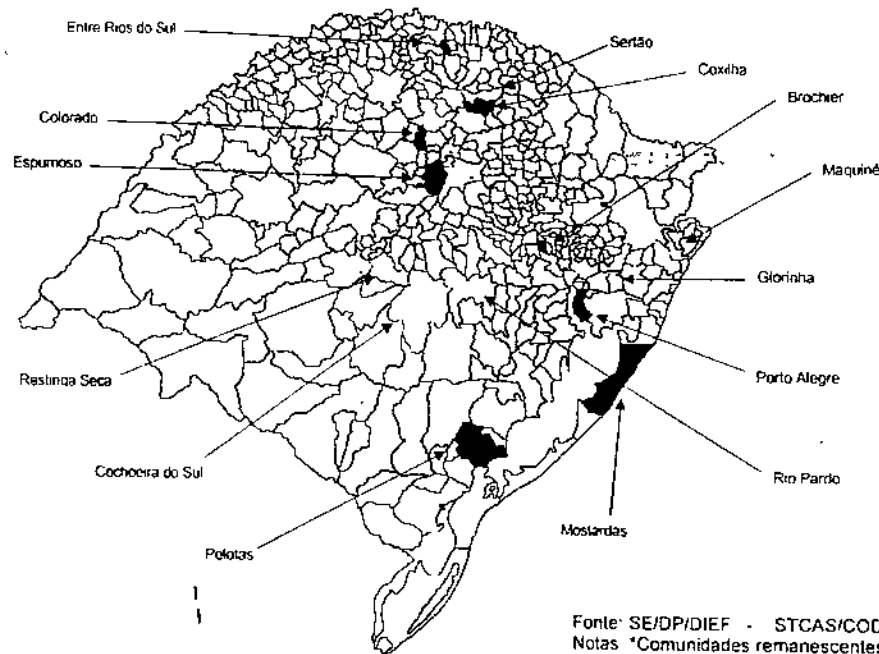 Entre Rios do Sul
Sertão
Coxilha
Brochier
Colorado
Espumoso
Maquiné
Glorinha
Restinga Seca
Porto Alegre
Cachoeira do Sul
Rio Pardo
Mostardas
Pelotas
Fonte: SE/DP/DIEF - STCAS/COD
Notas *Comunidades remanescentes